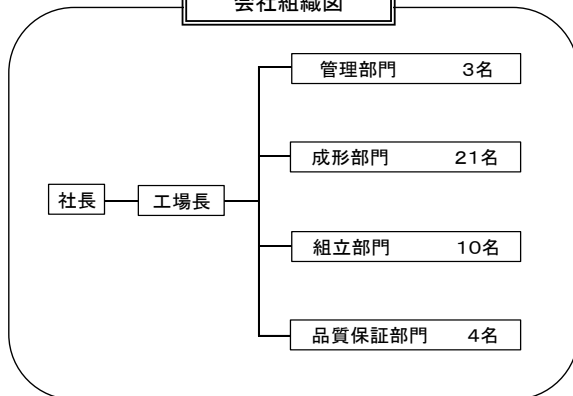 会社組織図
管理部門 3名
成形部門 21名
社長 工場長
組立部門 10名
品質保証部門 4名